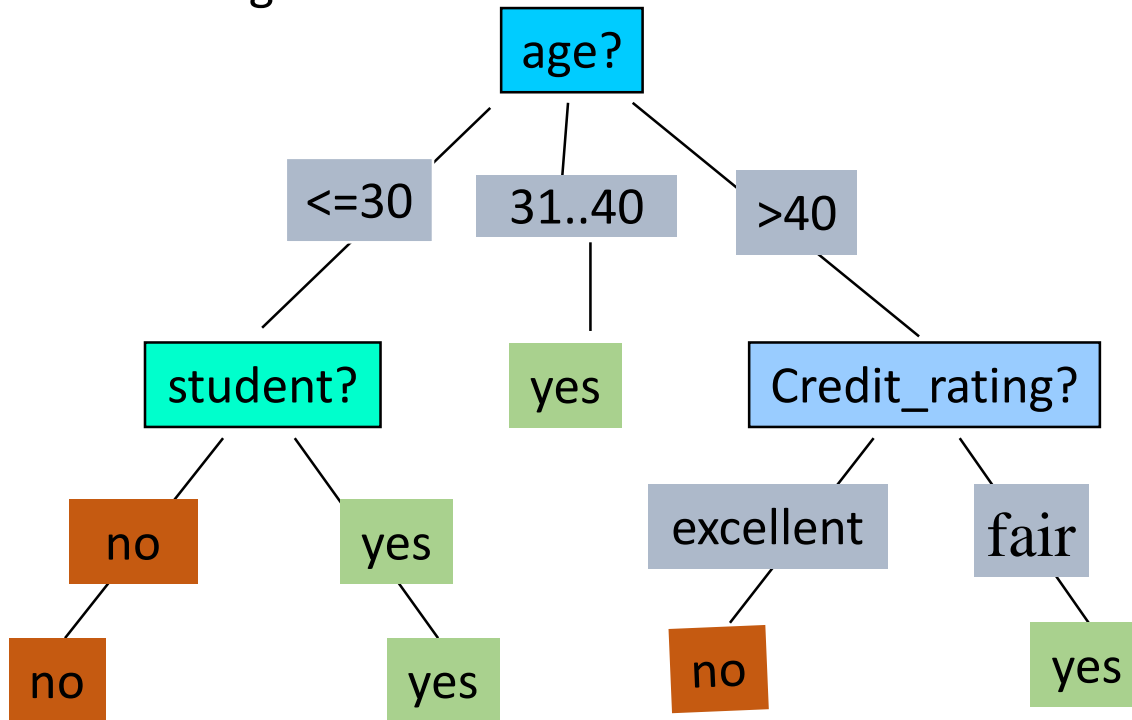 age?
<=30
31..40
>40
student?
yes
Credit_rating?
no
yes
excellent
fair
no
yes
no
yes